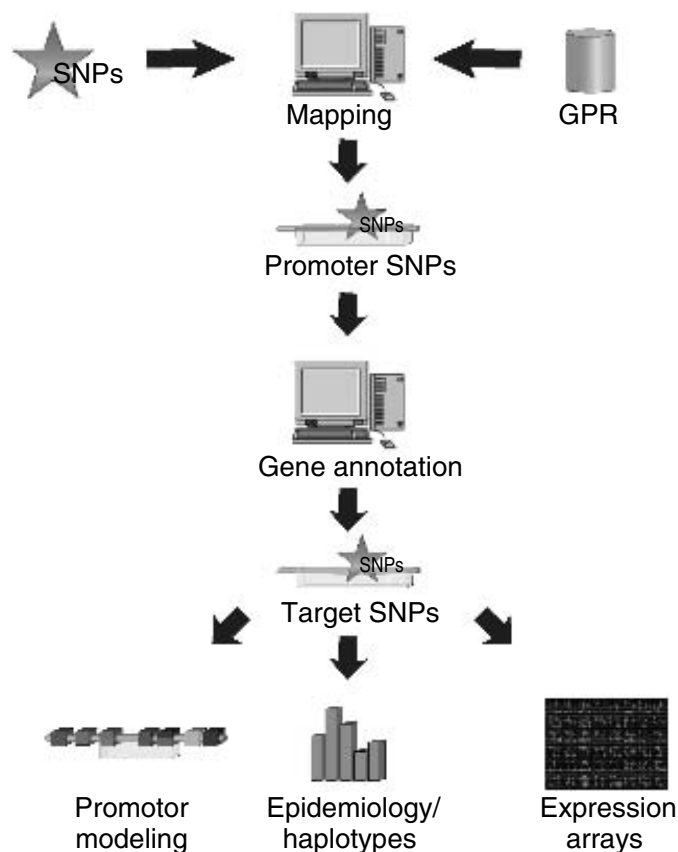 SNPs
Mapping
GPR
SNPs
Promoter SNPs
Gene annotation
SNPs
Target SNPs
Promotor
modeling
Epidemiology/
haplotypes
Expression
arrays